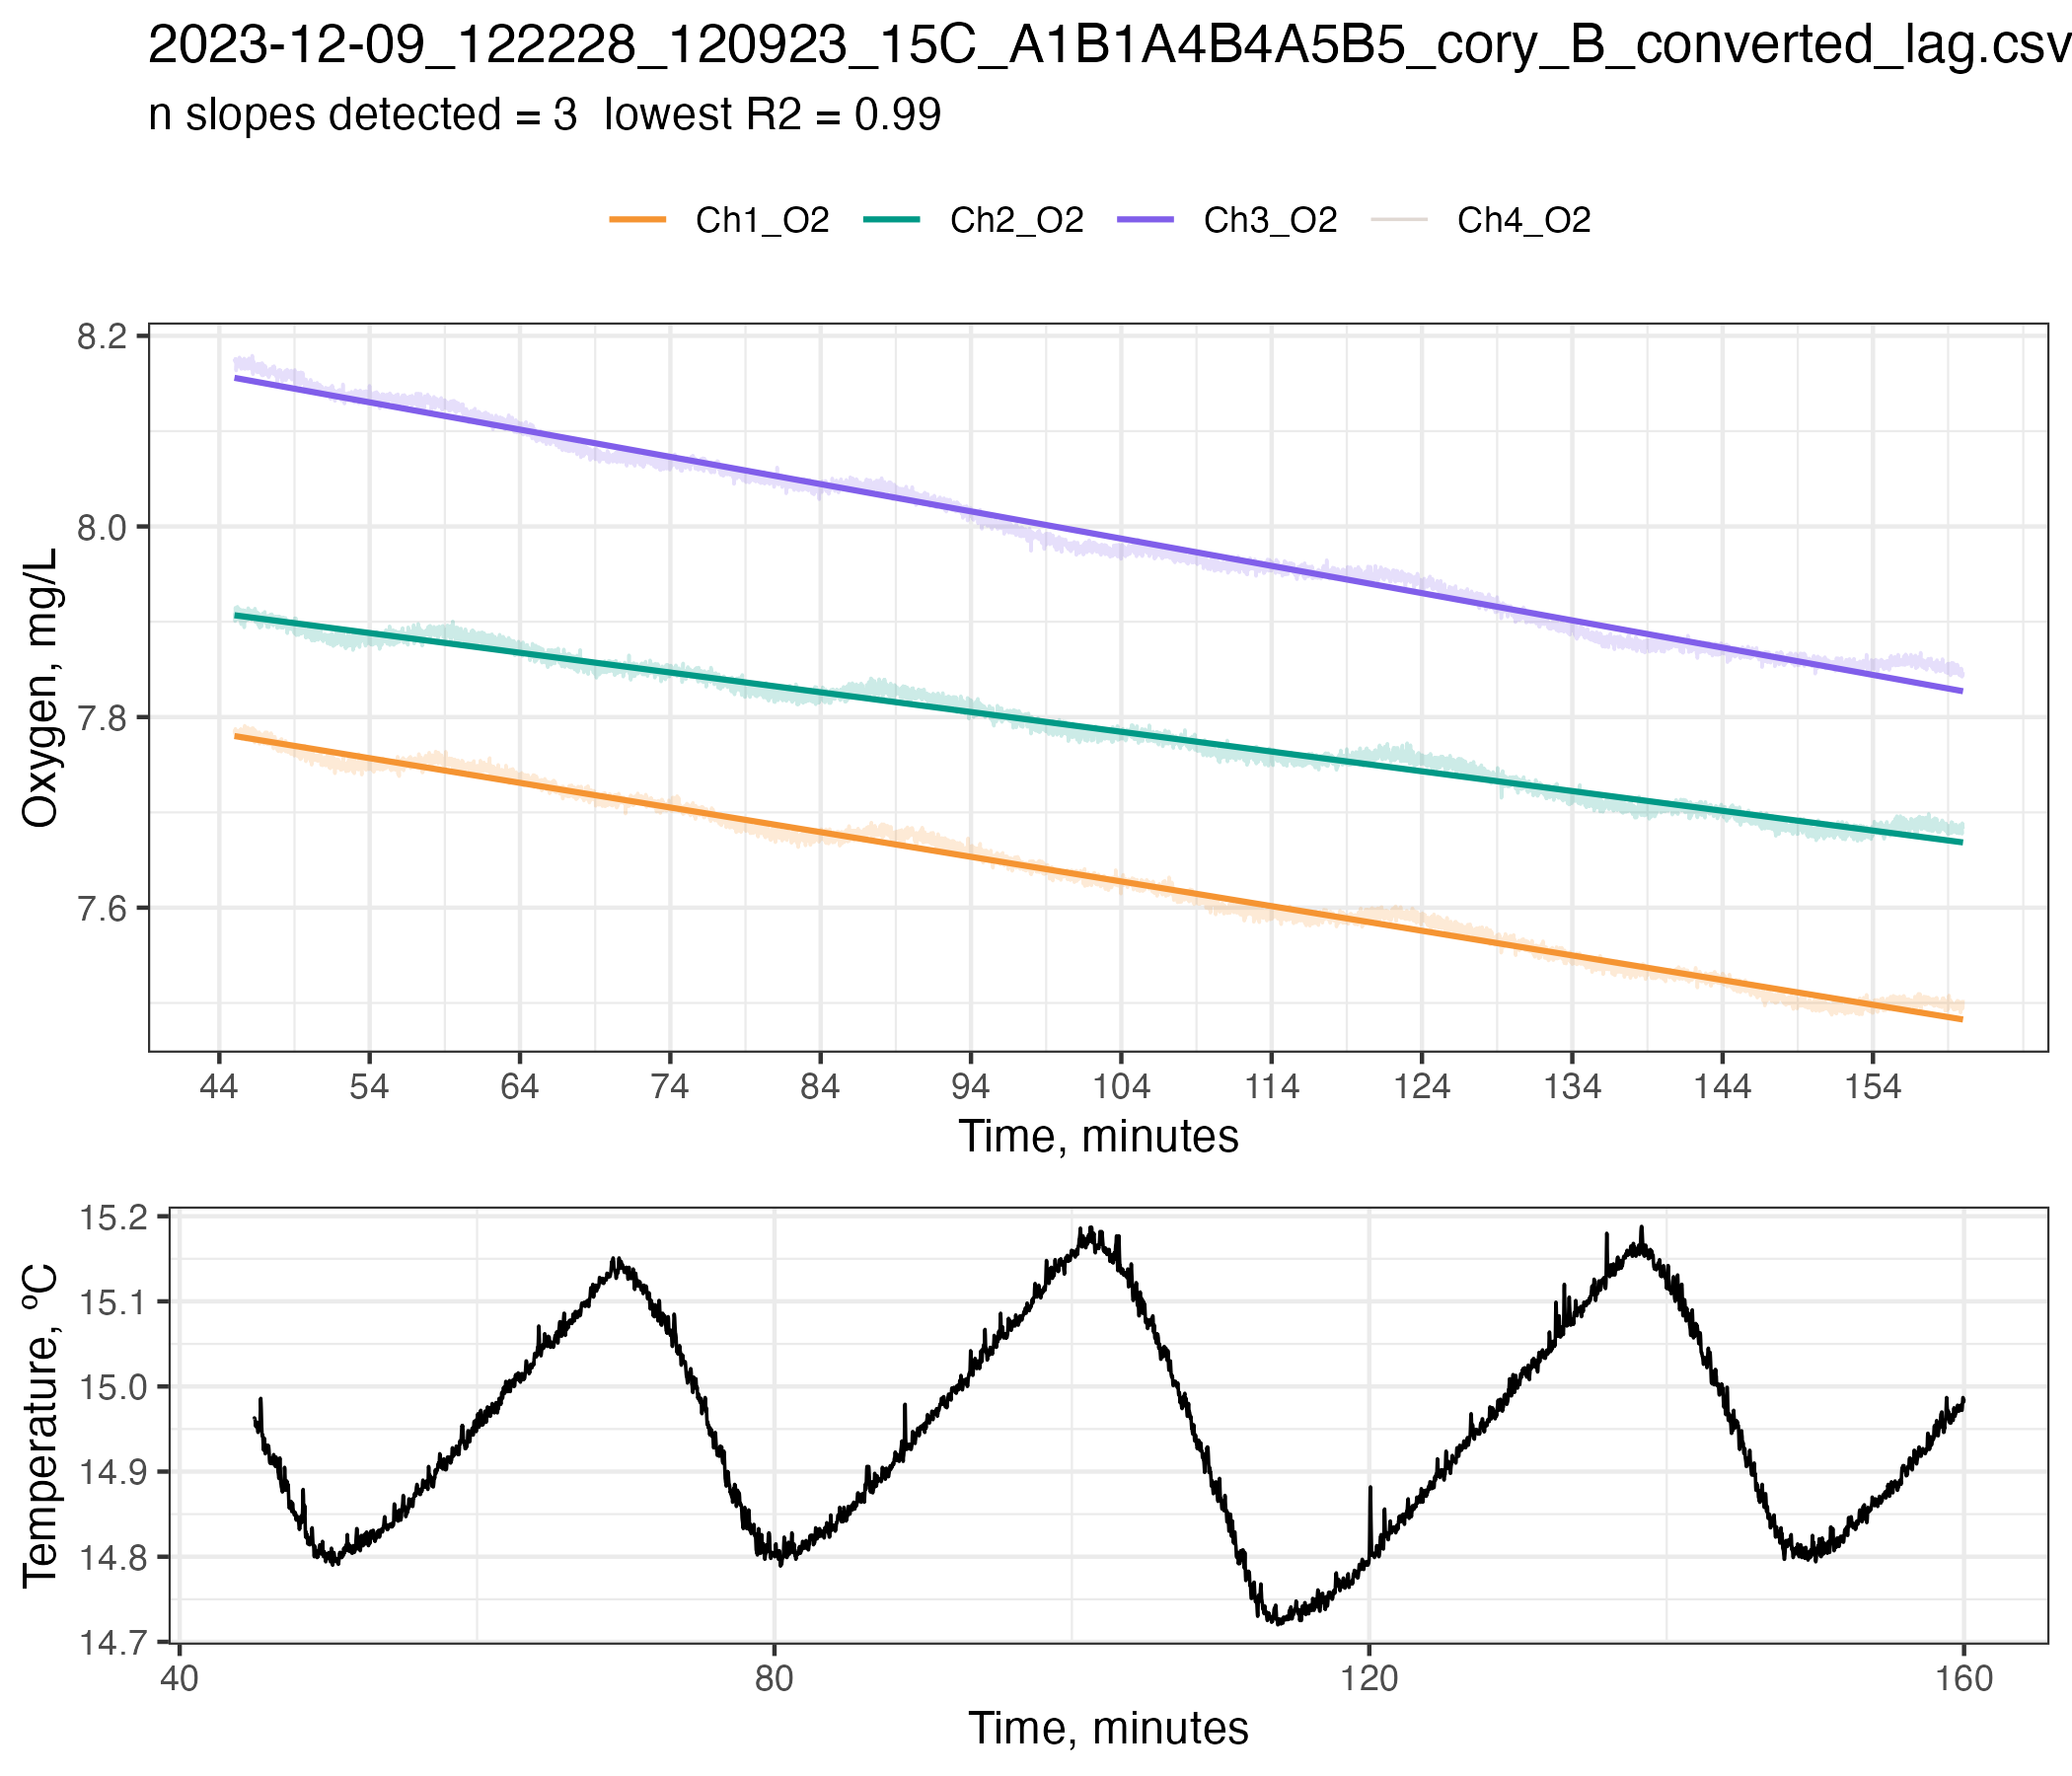 2023-12-09_122228_120923_15C_A1B1A4B4A5B5_cory_B_converted_lag.csv
n slopes detected = 3  lowest R2 = 0.99
Ch1_O2 Ch2_O2 Ch3_O2 Ch4_O2
Oxygen, mg/L
8.2
8.0
7.8
7.6
44 54 64 74 84 94 104 114 124 134 144 154
Time, minutes
Temperature, ºC
15.2
15.1
15.0
14.9
14.8
14.7
40 80 120 160
Time, minutes